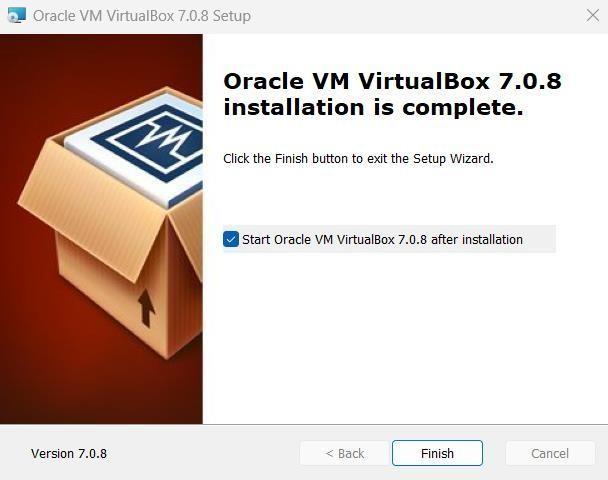 Oracle VM VirtualBox 7.0.8 Setup
Oracle VM VirtualBox 7.0.8
installation is complete.
Click the Finish button to exit the Setup Wizard.
Start Oracle VM VirtualBox 7.0.8 after installation
Version 7.0.8
< Back
Finish
Cancel